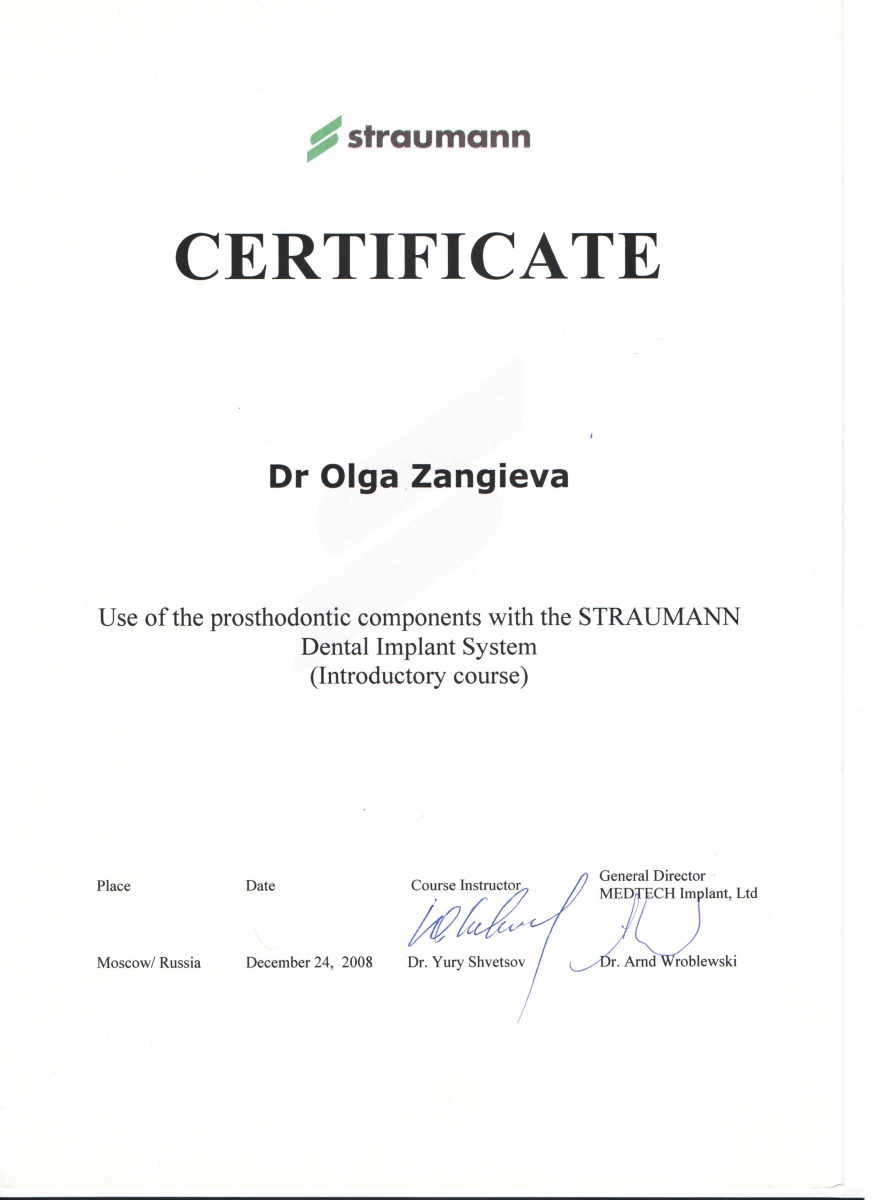 straumann
CERTIFICATE
Dr Olga Zangieva
Use of the prosthodontic components with the STRAUMANN
Dental Implant System
(Introductory course)
Place
Date
Course Instructor
General Director
MEDTECH Implant, Ltd
Moscow/ Russia
December 24, 2008
Dr. Yury Shvetsov
Dr. Arnd Wroblewski